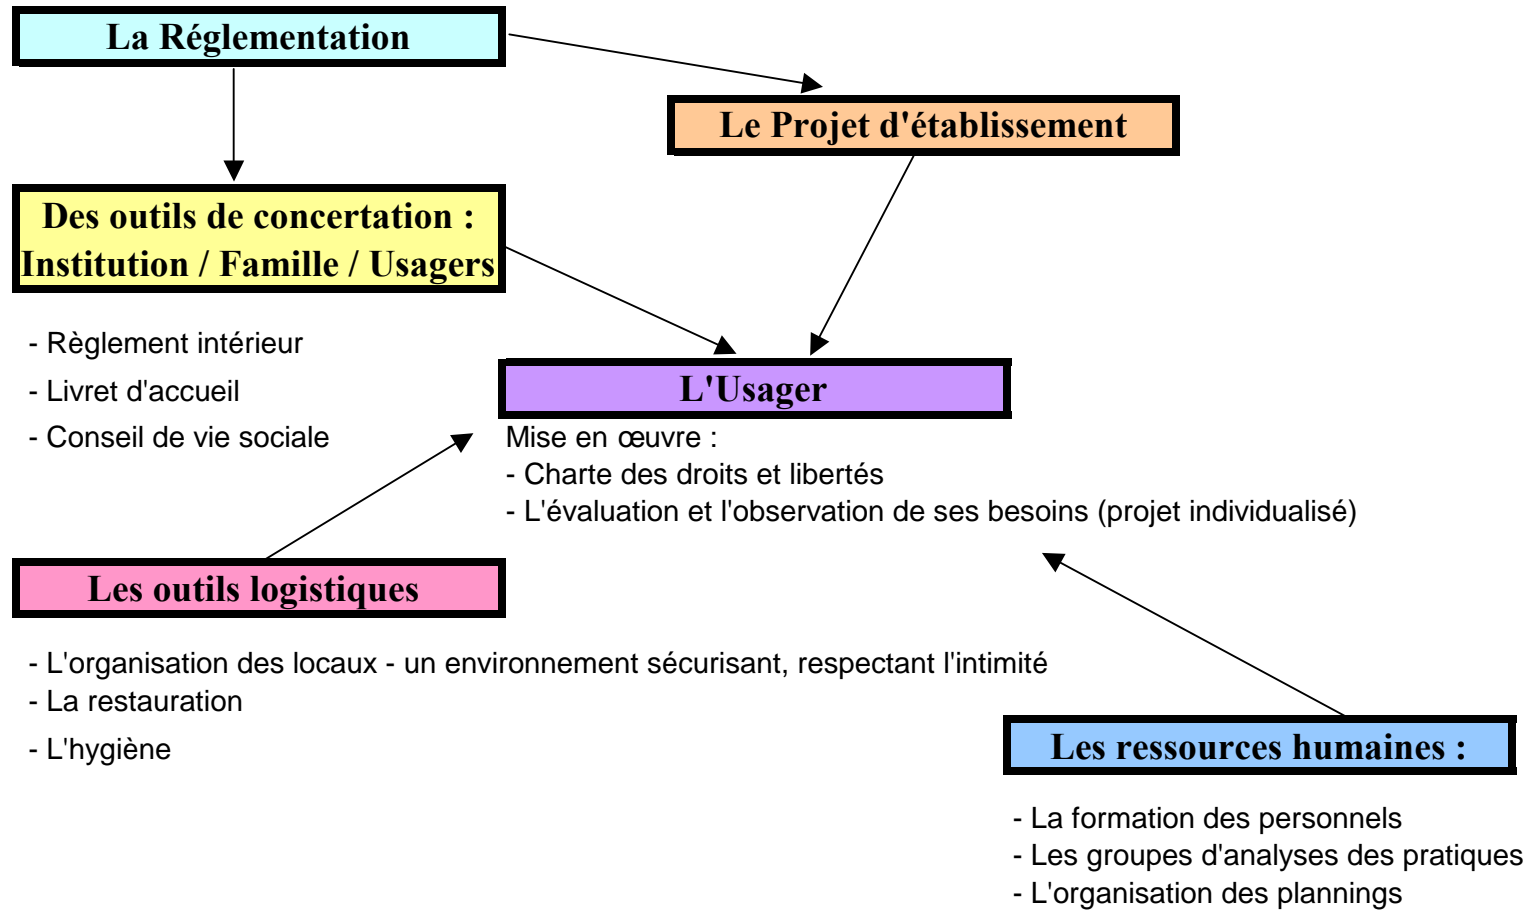 La Réglementation
Le Projet d'établissement
Des outils de concertation :
Institution / Famille / Usagers
- Règlement intérieur
- Livret d'accueil
- Conseil de vie sociale
L'Usager
Mise en œuvre :
- Charte des droits et libertés
- L'évaluation et l'observation de ses besoins (projet individualisé)
Les outils logistiques
- L'organisation des locaux - un environnement sécurisant, respectant l'intimité
- La restauration
- L'hygiène
Les ressources humaines :
- La formation des personnels
- Les groupes d'analyses des pratiques
- L'organisation des plannings